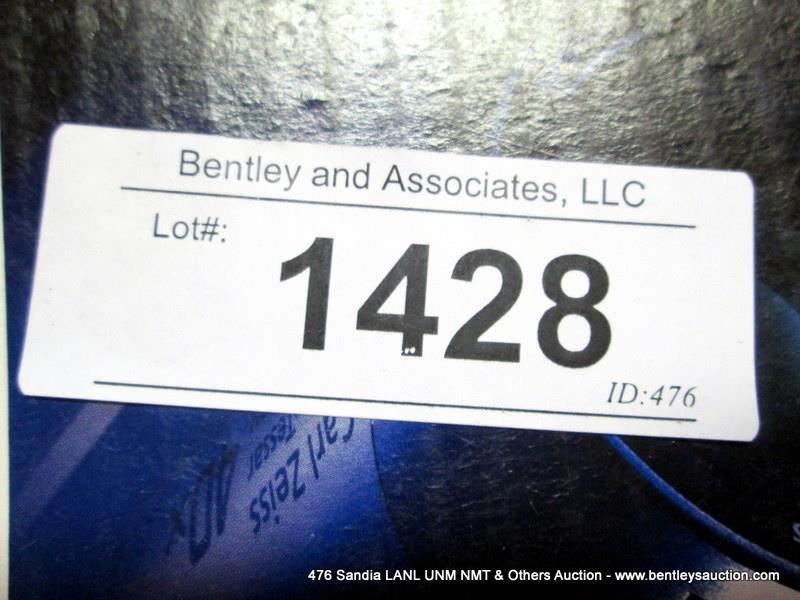 Bentley and Associates, LLC
Lot#:
1428
ID:476
Carl Zeiss
Tessar
40x
476 Sandia LANL UNM NMT & Others Auction - www.bentleysauction.com